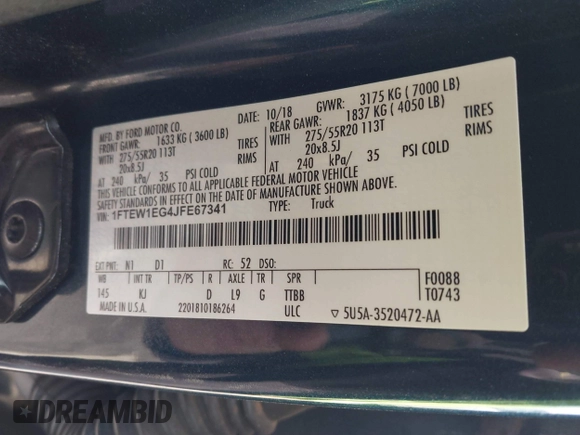 MFD. BY FORD MOTOR CO.
DATE: 10/18 GVWR: 3175 KG ( 7000 LB)
FRONT GAWR: 1633 KG ( 3600 LB) REAR GAWR: 1837 KG ( 4050 LB)
WITH 275/55R20 113T TIRES WITH 275/55R20 113T TIRES
20x8.5J RIMS 20x8.5J RIMS
AT 240 kPa/ 35 PSI COLD AT 240 kPa/ 35 PSI COLD
THIS VEHICLE CONFORMS TO ALL APPLICABLE FEDERAL MOTOR VEHICLE
SAFETY STANDARDS IN EFFECT ON THE DATE OF MANUFACTURE SHOWN ABOVE.
VIN: 1FTEW1EG4JFE67341
TYPE: Truck
EXT PNT: N1 D1 RC: 52 DSO:
WB INT TR TP/PS R AXLE TR SPR F0088
145 KJ D L9 G TTBB T0743
MADE IN U.S.A. 2201810186264 ULC ▽ 5U5A-3520472-AA
DREAMBID